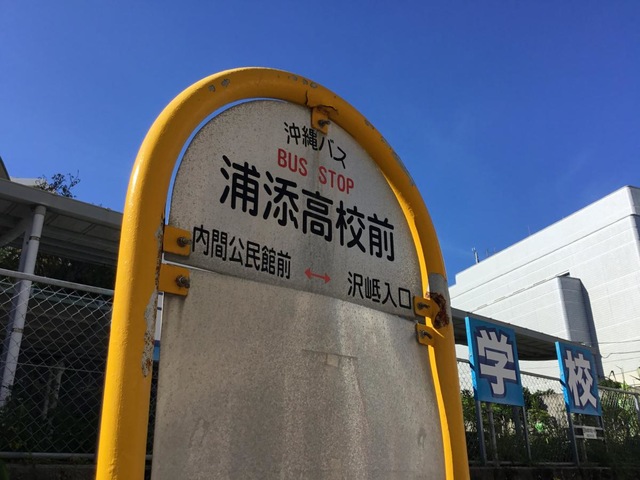 沖縄バス
BUS STOP
浦添高校前
内間公民館前 ↔ 沢岻入口
学
校